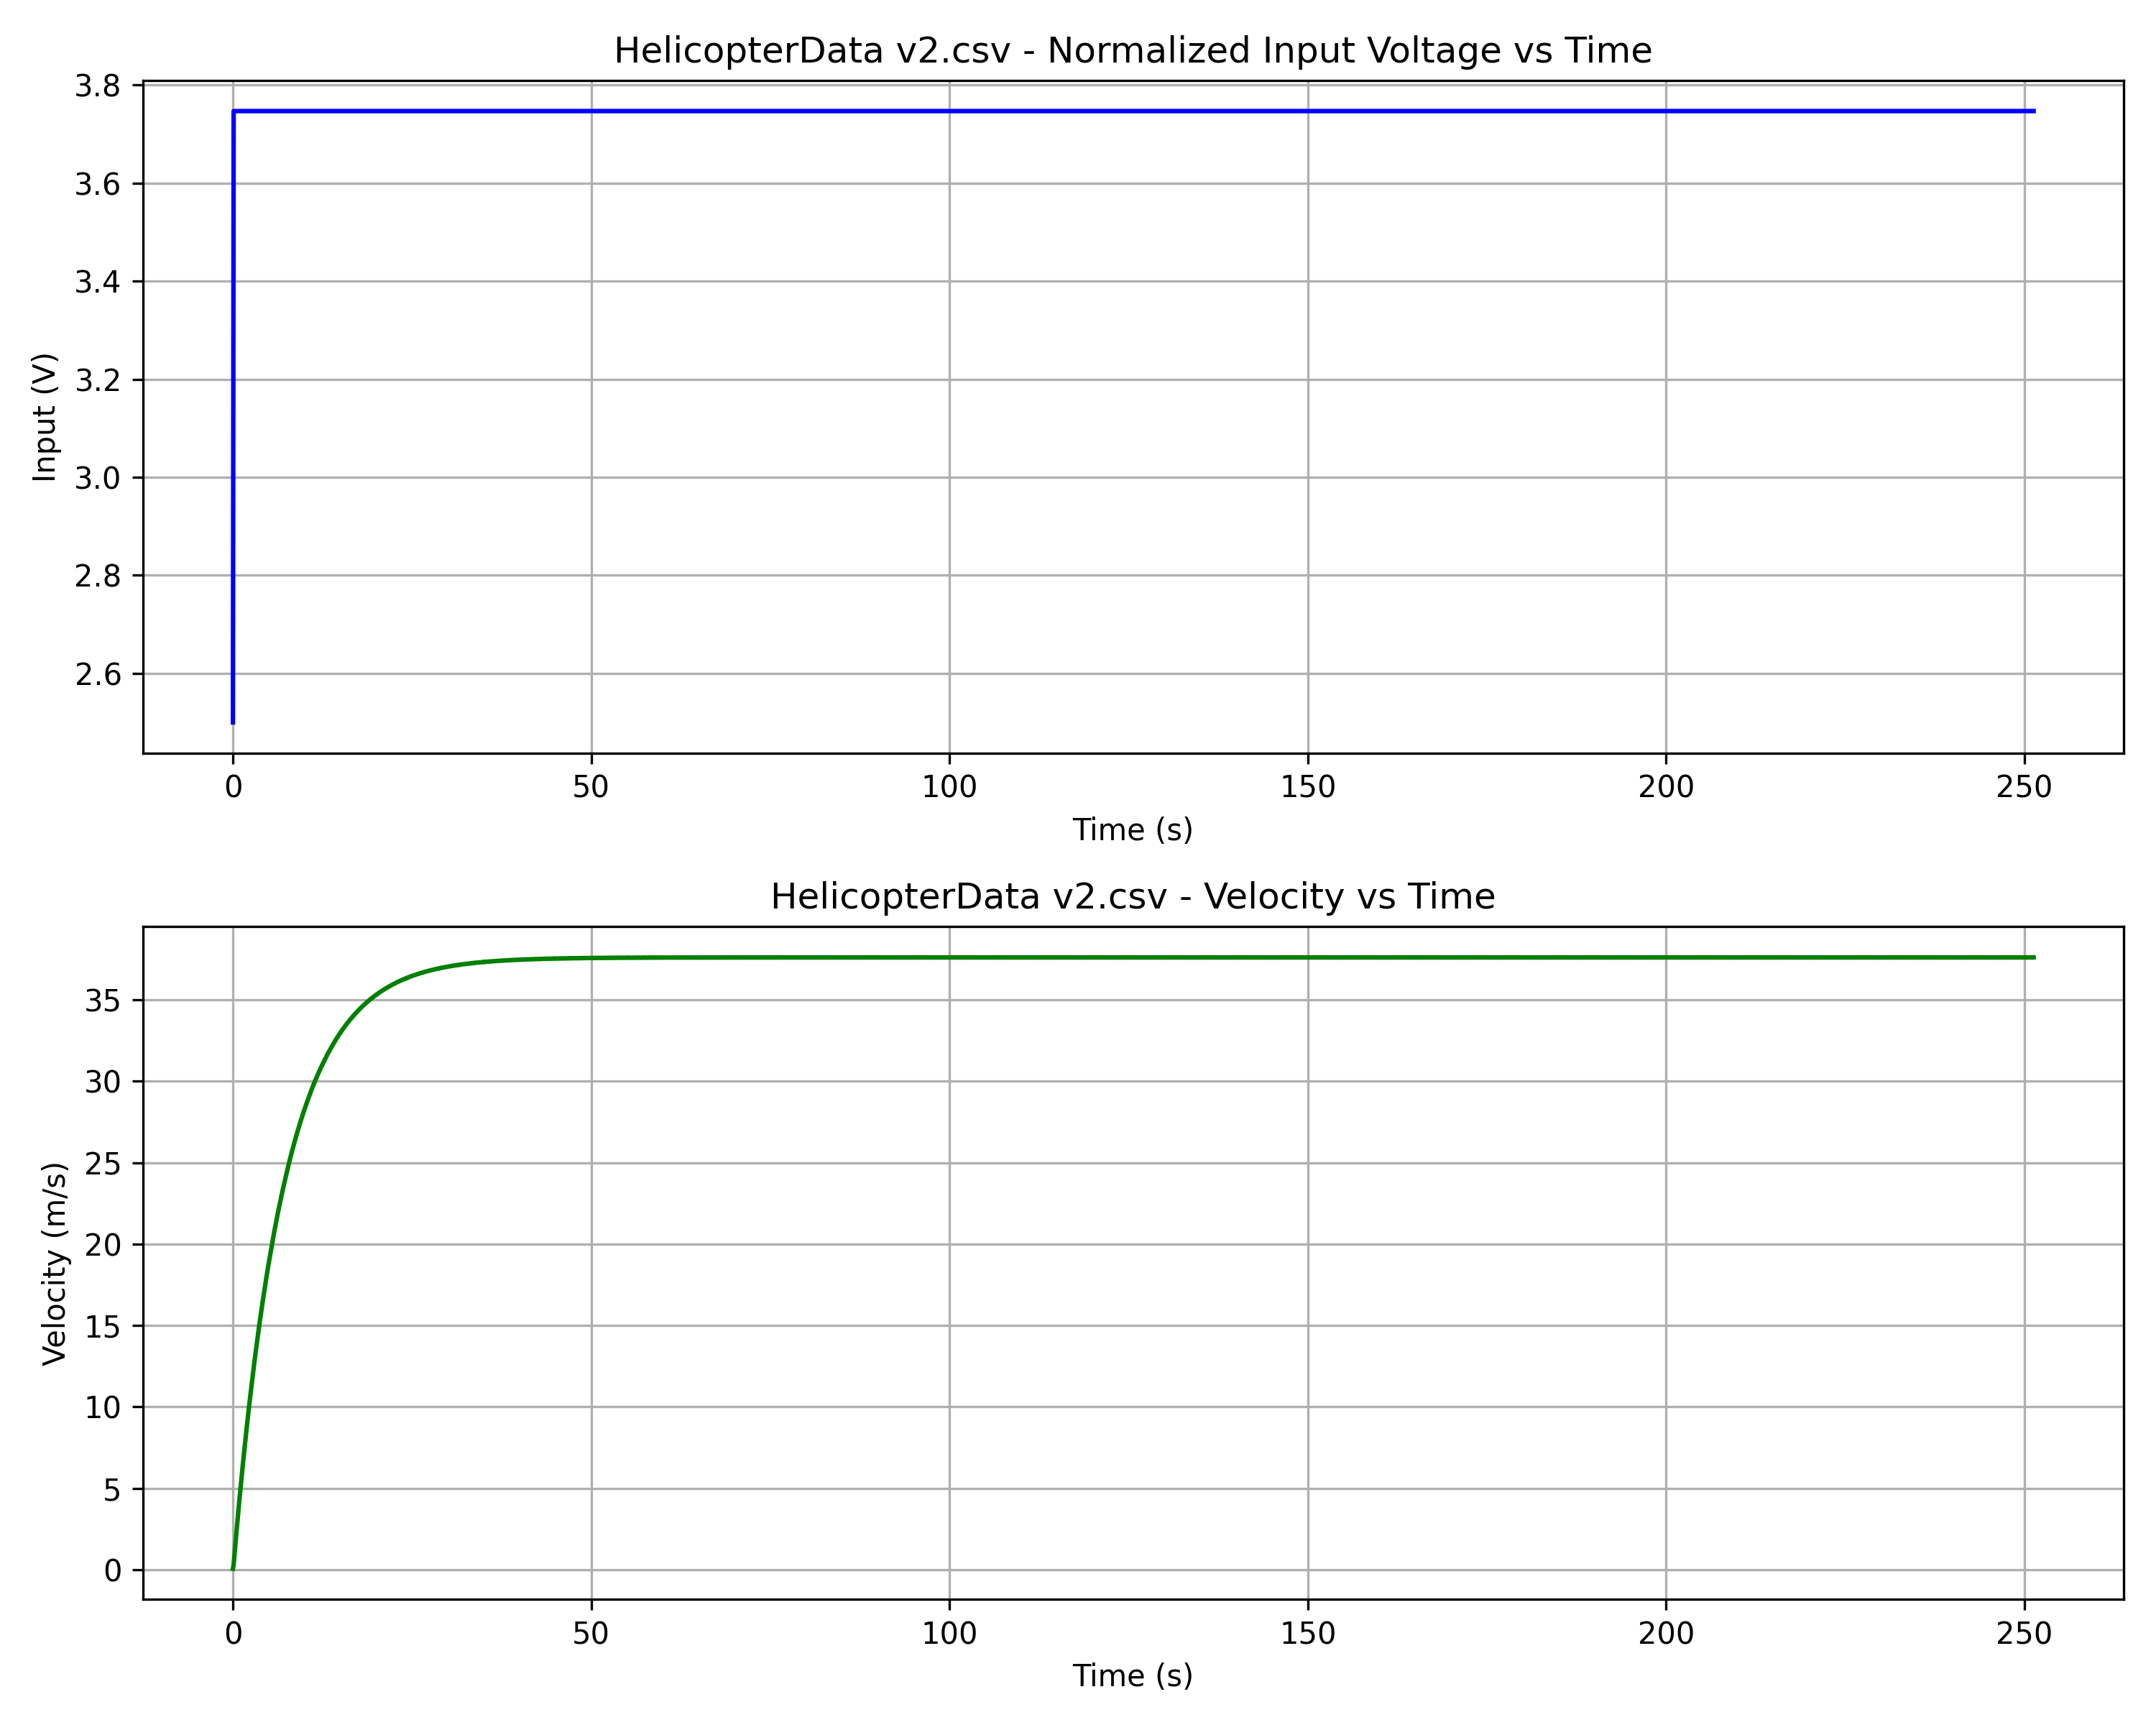 HelicopterData v2.csv - Normalized Input Voltage vs Time
3.8
3.6
3.4
3.2
3.0
2.8
2.6
Input (V)
0 50 100 150 200 250
Time (s)
HelicopterData v2.csv - Velocity vs Time
35
30
25
20
15
10
5
0
Velocity (m/s)
0 50 100 150 200 250
Time (s)